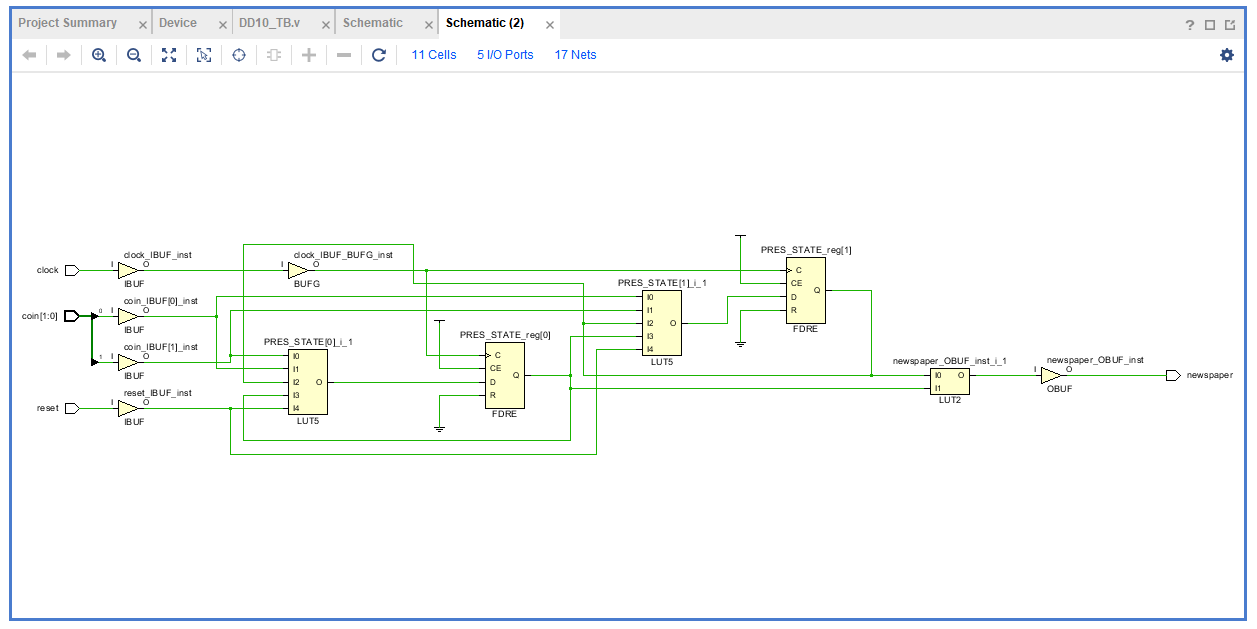 Project Summary × Device × DD10_TB.v × Schematic × Schematic (2) ×
?
11 Cells 5 I/O Ports 17 Nets
clock
I
clock_IBUF_inst
O
IBUF
I
clock_IBUF_BUFG_inst
O
BUFG
coin[1:0]
0
I
coin_IBUF[0]_inst
O
IBUF
1
I
coin_IBUF[1]_inst
O
IBUF
reset
I
reset_IBUF_inst
O
IBUF
PRES_STATE[0]_i_1
I0
I1
I2 O
I3
I4
LUT5
PRES_STATE_reg[0]
C
CE
Q
D
R
FDRE
PRES_STATE[1]_i_1
I0
I1
I2 O
I3
I4
LUT5
PRES_STATE_reg[1]
C
CE
Q
D
R
FDRE
newspaper_OBUF_inst_i_1
I0 O
I1
LUT2
newspaper_OBUF_inst
I O
OBUF
newspaper